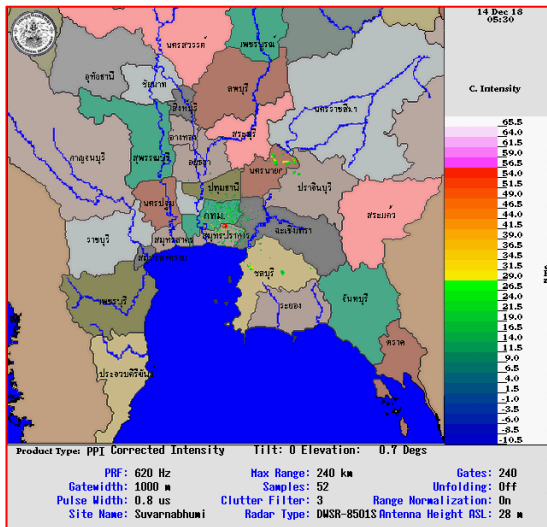 14 Dec 18
05:30
C. Intensity
นครสวรรค์
เพชรบูรณ์
อุทัยธานี
ชัยนาท
ลพบุรี
สิงห์บุรี
นครราชสีมา
อ่างทอง
สระบุรี
กาญจนบุรี
สุพรรณบุรี
อยุธยา
นครนายก
ปทุมธานี
ปราจีนบุรี
นครปฐม
กทม.
สระแก้ว
ฉะเชิงเทรา
ราชบุรี
สมุทรสาคร
สมุทรปราการ
ชลบุรี
เพชรบุรี
ระยอง
จันทบุรี
ตราด
ประจวบคีรีขันธ์
65.5
64.0
61.5
59.0
56.5
54.0
51.5
49.0
46.5
44.0
41.5
39.0
36.5
34.0
31.5
29.0
26.5
24.0
21.5
19.0
16.5
14.0
11.5
9.0
6.5
4.0
1.5
-1.0
-3.5
-6.0
-8.5
-10.5
Product Type: PPI Corrected Intensity Tilt: 0 Elevation: 0.7 Degs
PRF: 620 Hz Max Range: 240 km Gates: 240
Gatewidth: 1000 m Samples: 52 Unfolding: Off
Pulse Width: 0.8 us Clutter Filter: 3 Range Normalization: On
Site Name: Suvarnabhumi Radar Type: DWSR-8501S Antenna Height ASL: 28 m